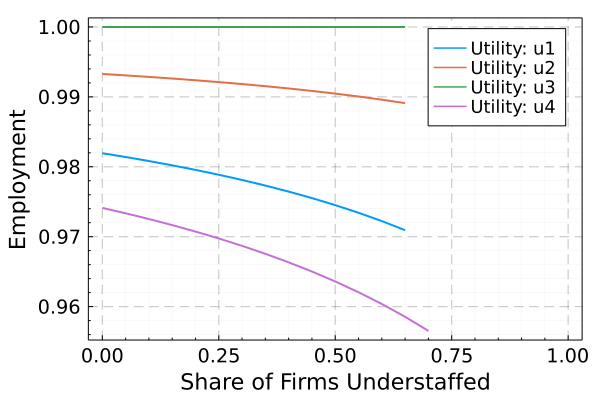 1.00
0.99
0.98
0.97
0.96
Employment
Utility: u1
Utility: u2
Utility: u3
Utility: u4
0.00 0.25 0.50 0.75 1.00
Share of Firms Understaffed